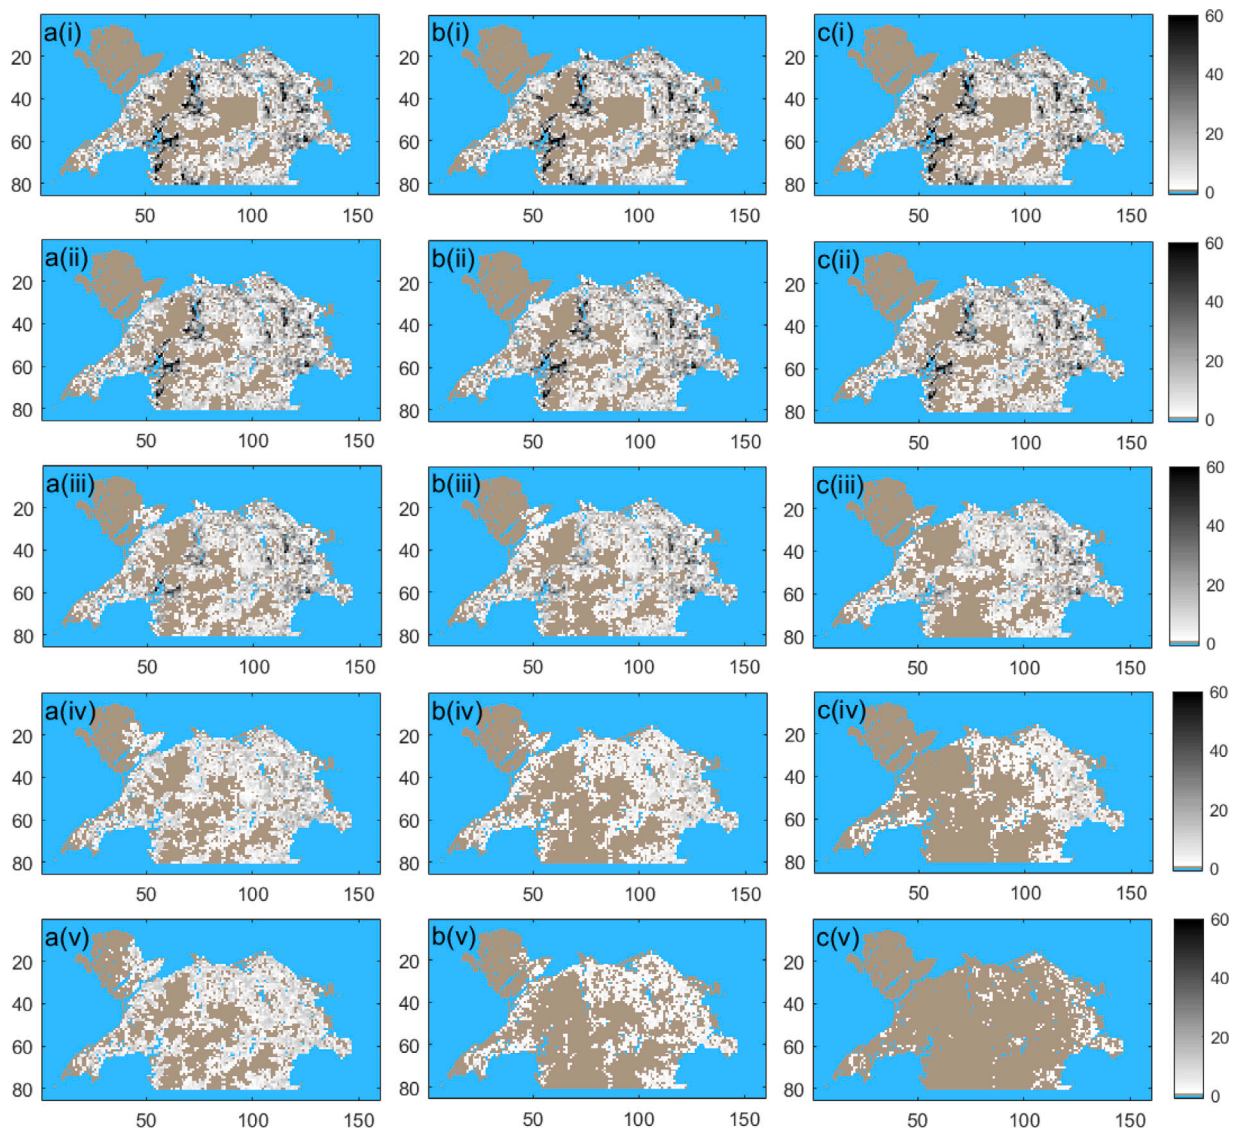 a(i) b(i) c(i) 60
20 20 20
40 40 40 40
60 60 60 20
80 80 80 0
50 100 150 50 100 150 50 100 150
a(ii) b(ii) c(ii) 60
20 20 20
40 40 40 40
60 60 60 20
80 80 80 0
50 100 150 50 100 150 50 100 150
a(iii) b(iii) c(iii) 60
20 20 20
40 40 40 40
60 60 60 20
80 80 80 0
50 100 150 50 100 150 50 100 150
a(iv) b(iv) c(iv) 60
20 20 20
40 40 40 40
60 60 60 20
80 80 80 0
50 100 150 50 100 150 50 100 150
a(v) b(v) c(v) 60
20 20 20
40 40 40 40
60 60 60 20
80 80 80 0
50 100 150 50 100 150 50 100 150